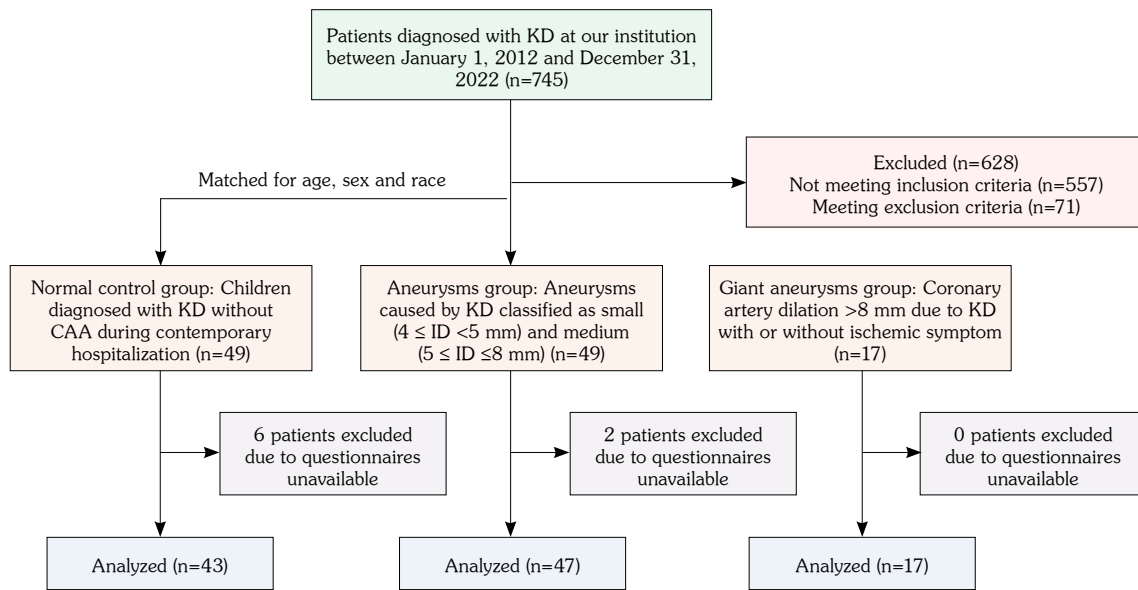 Patients diagnosed with KD at our institution
between January 1, 2012 and December 31,
2022 (n=745)
Excluded (n=628)
Not meeting inclusion criteria (n=557)
Meeting exclusion criteria (n=71)
Matched for age, sex and race
Normal control group: Children
diagnosed with KD without
CAA during contemporary
hospitalization (n=49)
Aneurysms group: Aneurysms
caused by KD classified as small
(4 ≤ ID <5 mm) and medium
(5 ≤ ID ≤8 mm) (n=49)
Giant aneurysms group: Coronary
artery dilation >8 mm due to KD
with or without ischemic symptom
(n=17)
6 patients excluded
due to questionnaires
unavailable
2 patients excluded
due to questionnaires
unavailable
0 patients excluded
due to questionnaires
unavailable
Analyzed (n=43)
Analyzed (n=47)
Analyzed (n=17)